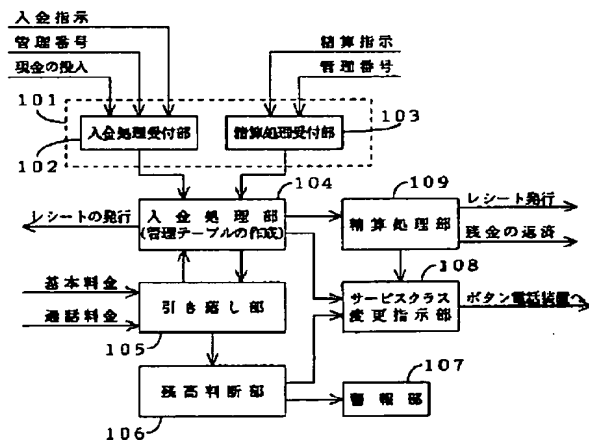 入金指示
管理番号
現金の投入
精算指示
管理番号
101
入金処理受付部
精算処理受付部
103
102
104
109
レシートの発行
入金処理部
(管理テーブルの作成)
精算処理部
レシート発行
残金の返済
108
基本料金
通話料金
引き落し部
サービスクラス
変更指示部
ボタン電話装置へ
105
107
残高判断部
警報部
106